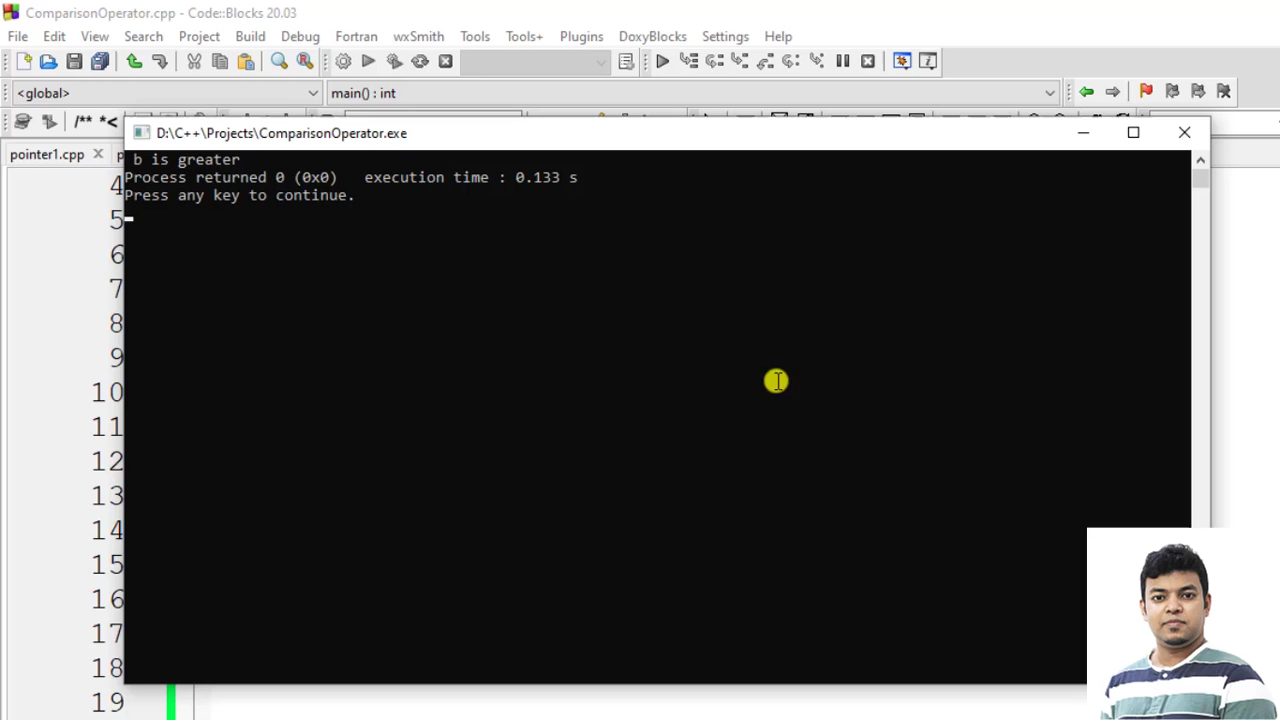 ComparisonOperator.cpp - Code::Blocks 20.03
File Edit View Search Project Build Debug Fortran wxSmith Tools Tools+ Plugins DoxyBlocks Settings Help
<global> main() : int
/** *<
D:\C++\Projects\ComparisonOperator.exe
pointer1.cpp p
b is greater
Process returned 0 (0x0)   execution time : 0.133 s
Press any key to continue.
4
5
6
7
8
9
10
11
12
13
14
15
16
17
18
19